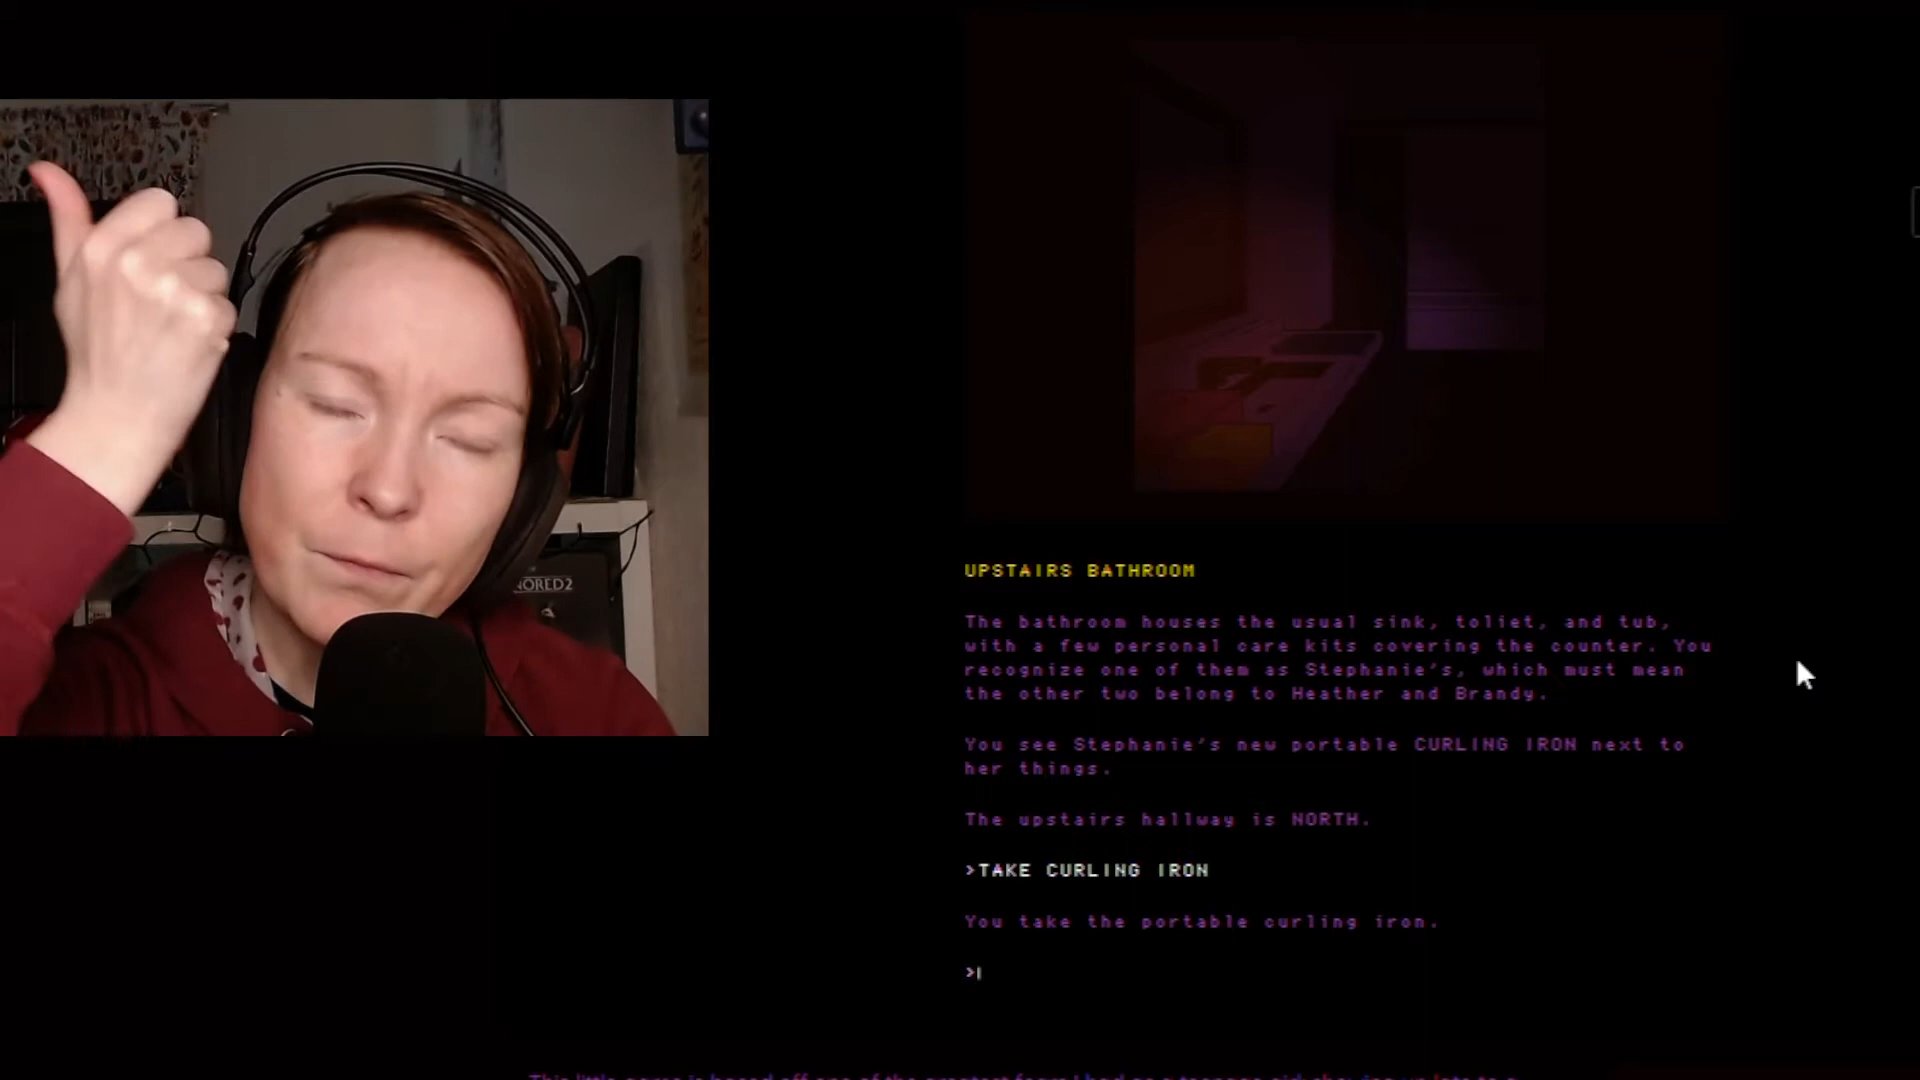 NORED2
UPSTAIRS BATHROOM
The bathroom houses the usual sink, toliet, and tub,
with a few personal care kits covering the counter. You
recognize one of them as Stephanie's, which must mean
the other two belong to Heather and Brandy.
You see Stephanie's new portable CURLING IRON next to
her things.
The upstairs hallway is NORTH.
>TAKE CURLING IRON
You take the portable curling iron.
>